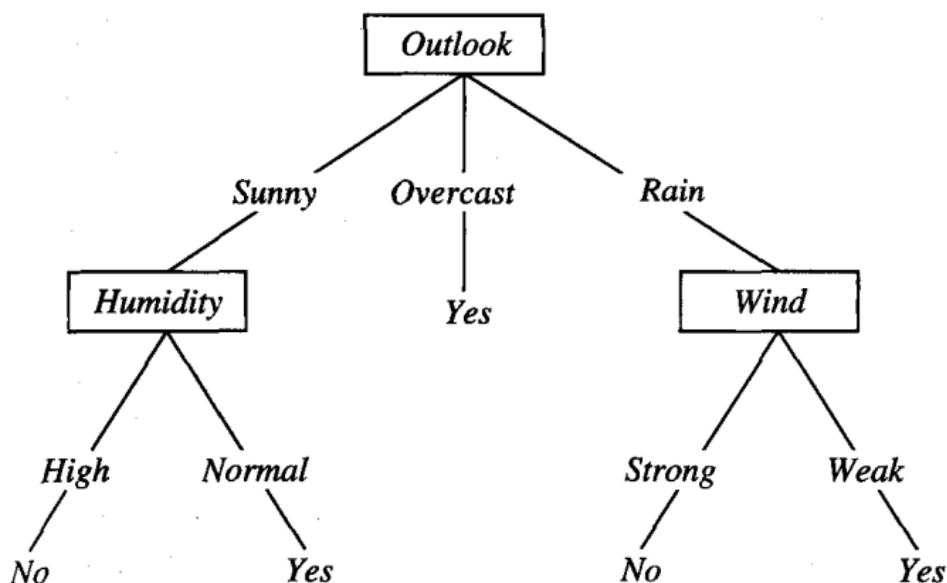 Outlook
Sunny Overcast Rain
Humidity Yes Wind
High Normal Strong Weak
No Yes No Yes